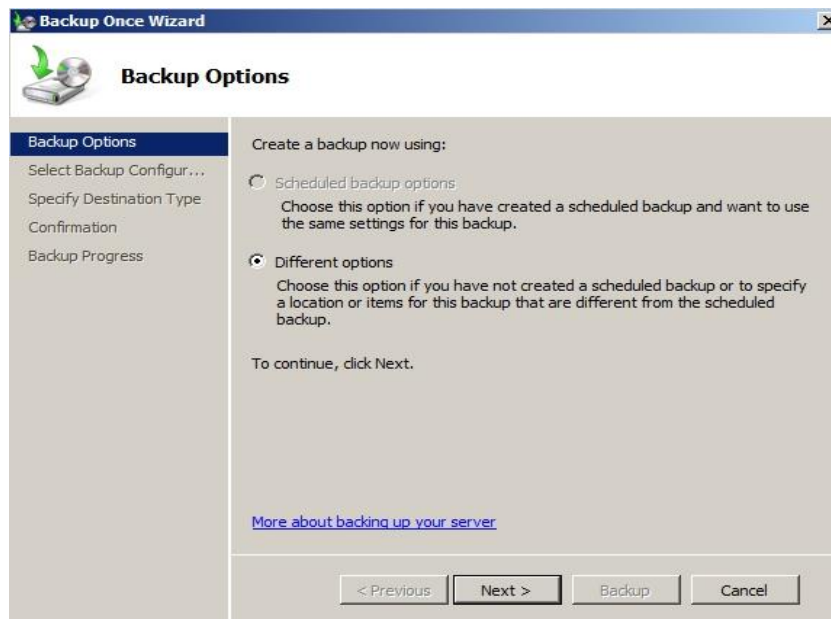 Backup Once Wizard
Backup Options
Backup Options
Select Backup Configur...
Specify Destination Type
Confirmation
Backup Progress
Create a backup now using:
Scheduled backup options
Choose this option if you have created a scheduled backup and want to use
the same settings for this backup.
Different options
Choose this option if you have not created a scheduled backup or to specify
a location or items for this backup that are different from the scheduled
backup.
To continue, click Next.
More about backing up your server
< Previous
Next >
Backup
Cancel